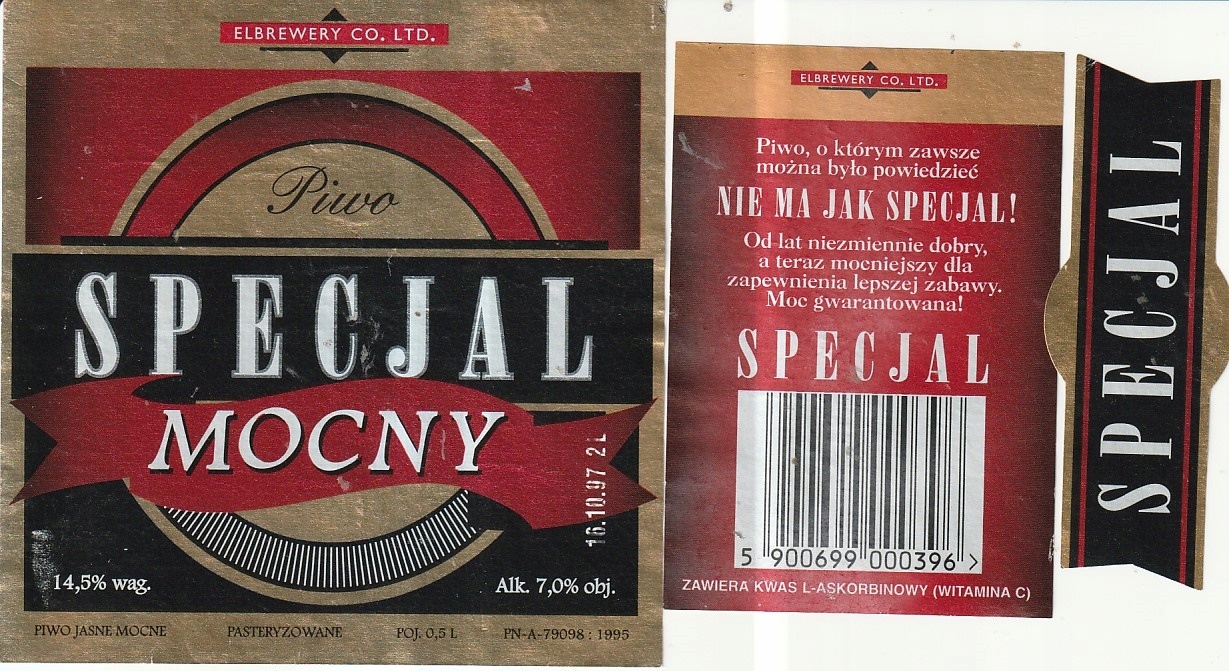 ELBREWERY CO. LTD.
Piwo
SPECJAL
MOCNY
16.10.97 2L
14,5% wag.
Alk. 7,0% obj.
PIWO JASNE MOCNE PASTERYZOWANE POJ. 0,5 L PN-A-79098 : 1995
ELBREWERY CO. LTD.
Piwo, o którym zawsze
można było powiedzieć
NIE MA JAK SPECJAL!
Od lat niezmiennie dobry,
a teraz mocniejszy dla
zapewnienia lepszej zabawy.
Moc gwarantowana!
SPECJAL
5 900699 000396 >
ZAWIERA KWAS L-ASKORBINOWY (WITAMINA C)
SPECJAL